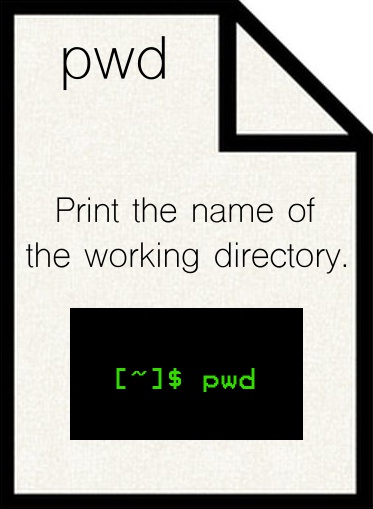 pwd
Print the name of
the working directory.
[~]$ pwd